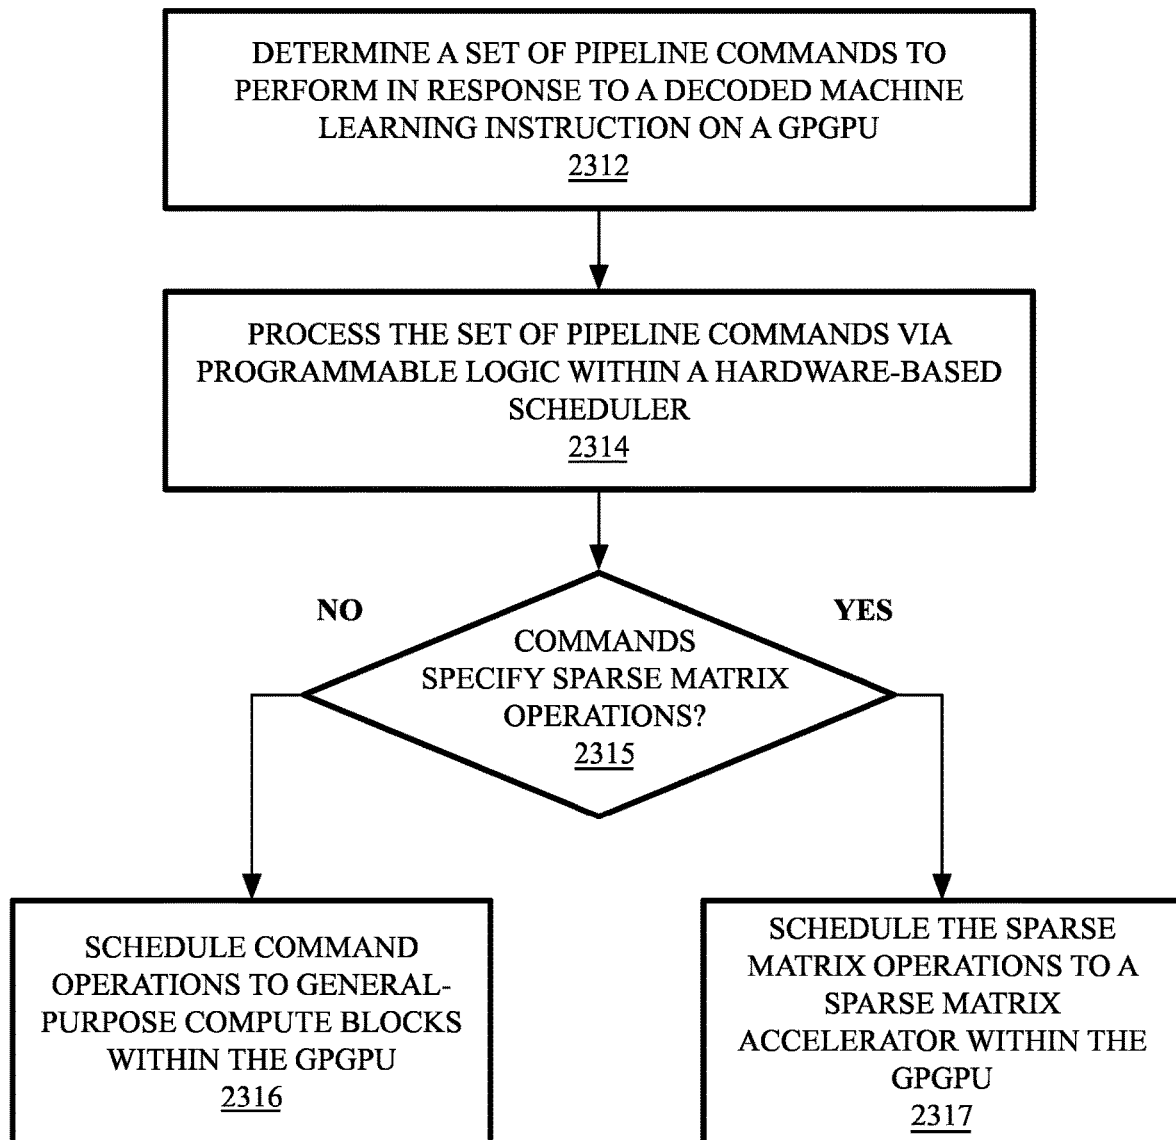 DETERMINE A SET OF PIPELINE COMMANDS TO
PERFORM IN RESPONSE TO A DECODED MACHINE
LEARNING INSTRUCTION ON A GPGPU
2312
PROCESS THE SET OF PIPELINE COMMANDS VIA
PROGRAMMABLE LOGIC WITHIN A HARDWARE-BASED
SCHEDULER
2314
NO
YES
COMMANDS
SPECIFY SPARSE MATRIX
OPERATIONS?
2315
SCHEDULE COMMAND
OPERATIONS TO GENERAL-
PURPOSE COMPUTE BLOCKS
WITHIN THE GPGPU
2316
SCHEDULE THE SPARSE
MATRIX OPERATIONS TO A
SPARSE MATRIX
ACCELERATOR WITHIN THE
GPGPU
2317